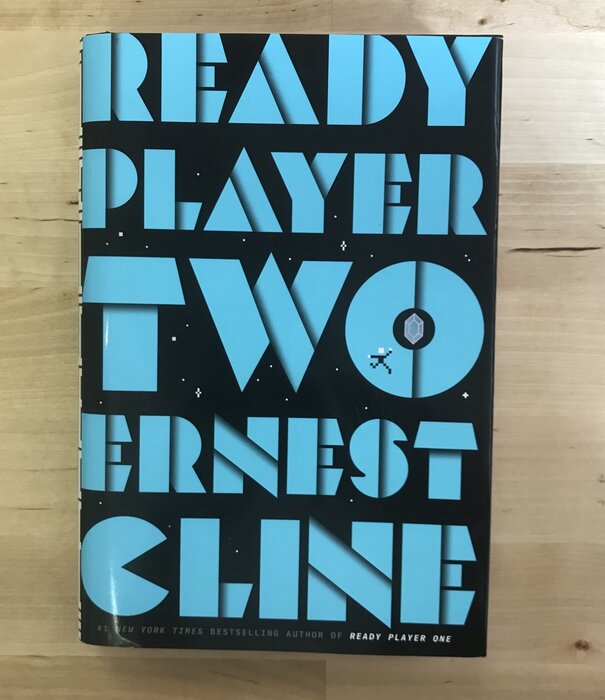 READY
PLAYER
TWO
ERNEST
CLINE
#1 NEW YORK TIMES BESTSELLING AUTHOR OF READY PLAYER ONE